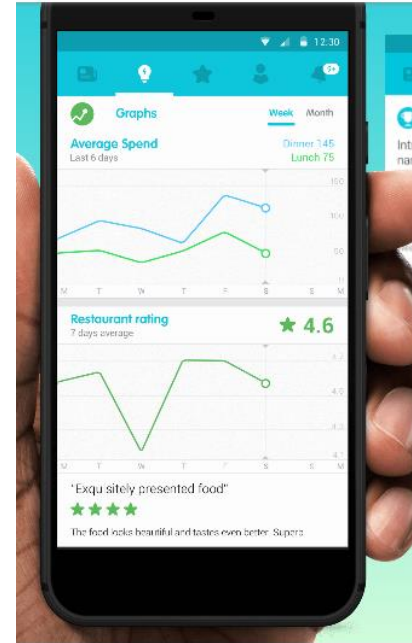 12:30
9+
Graphs
Week Month
Average Spend
Last 6 days
Dinner 145
Lunch 75
150
100
50
M T W T F S S M
Restaurant rating
7 days average
4.6
M T W T F S S M
"Exqu sitely presented food"
The food looks beautiful and tastes even better. Superb